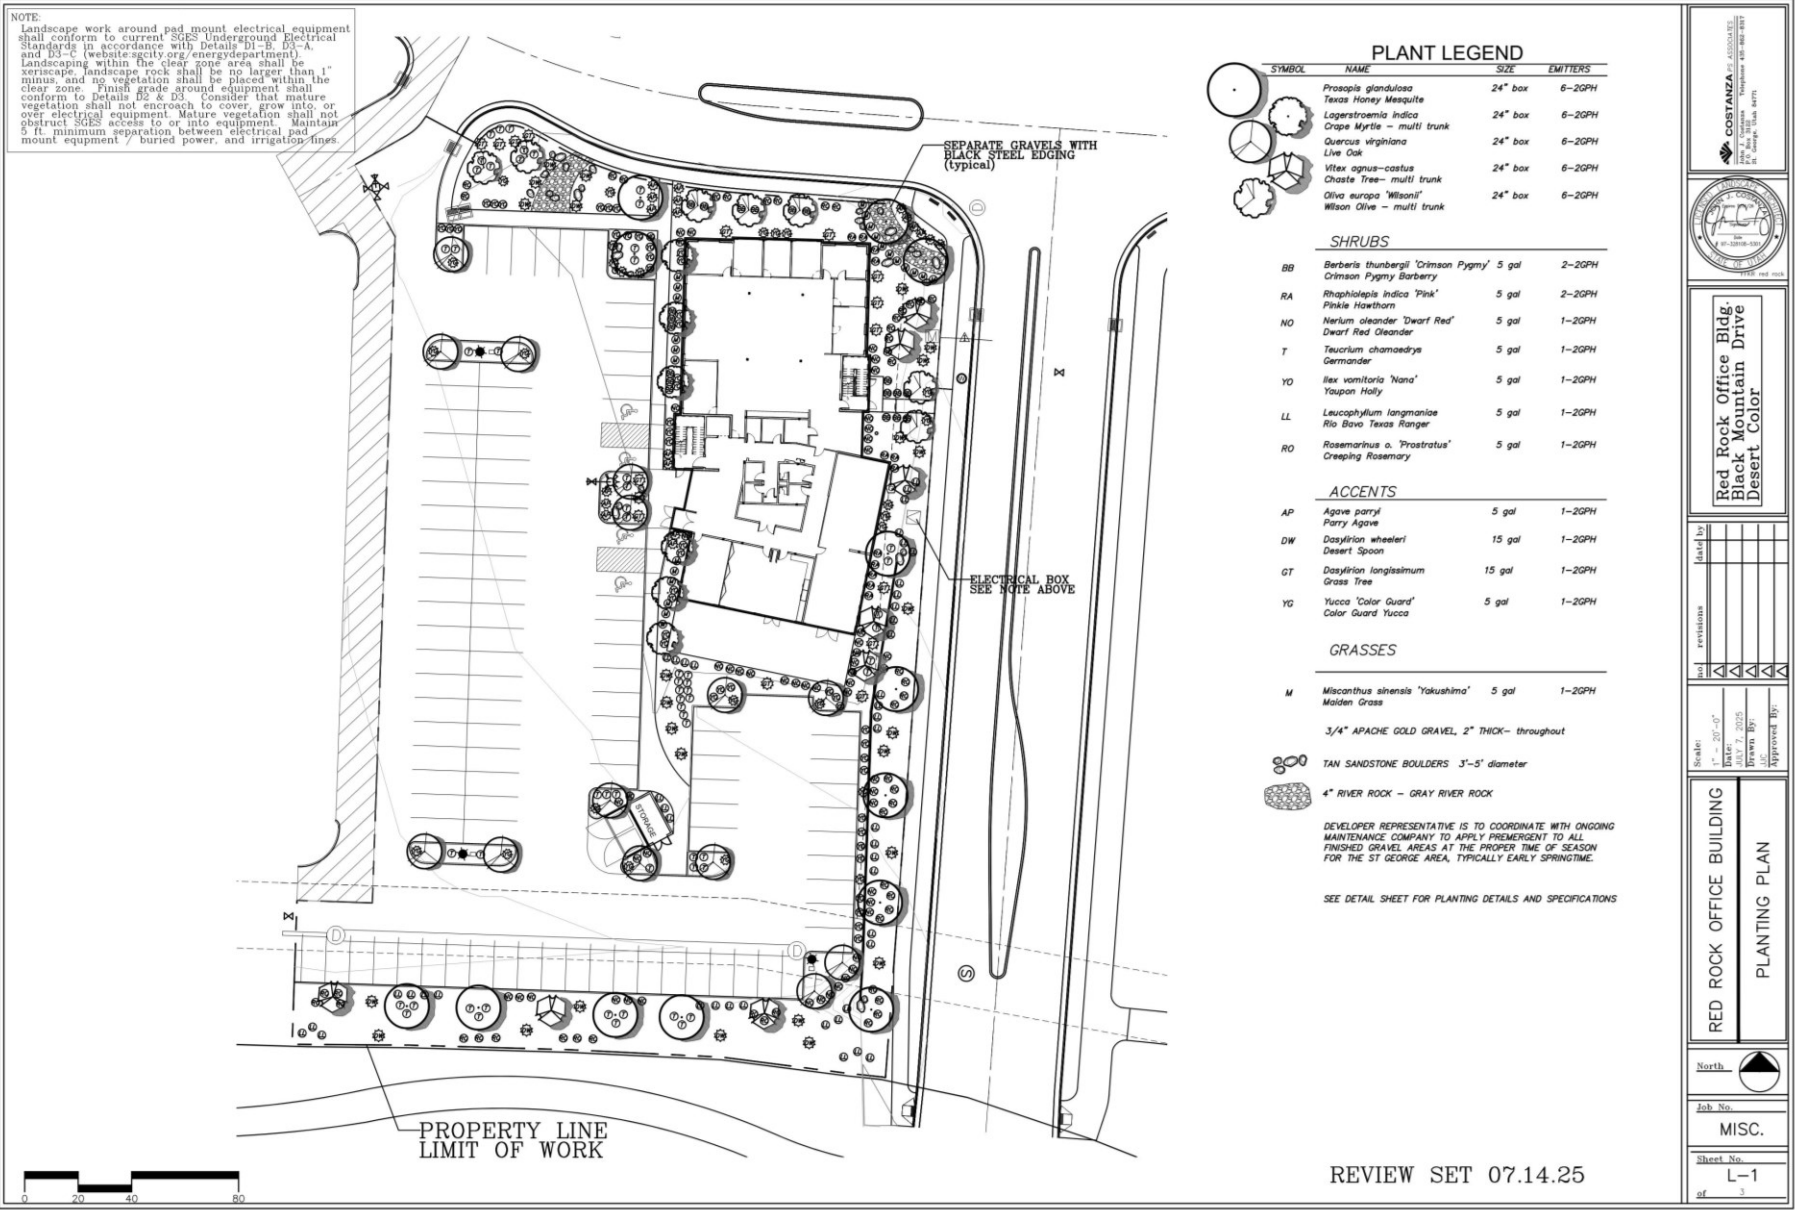 NOTE:
Landscape work around pad mount electrical equipment
shall conform to current SGES Underground Electrical
Standards in accordance with Details D1-B, D3-A,
and D3-C (website:sgcity.org/energydepartment).
Landscaping within the clear zone area shall be
xeriscape, landscape rock shall be no larger than 1"
minus, and no vegetation shall be placed within the
clear zone. Finish grade around equipment shall
conform to Details D2 & D3. Consider that mature
vegetation shall not encroach to cover, grow into, or
over electrical equipment. Mature vegetation shall not
obstruct SGES access to or into equipment. Maintain
5 ft. minimum separation between electrical pad
mount equpment / buried power, and irrigation lines.
SEPARATE GRAVELS WITH
BLACK STEEL EDGING
(typical)
ELECTRICAL BOX
SEE NOTE ABOVE
STORAGE
D
D
D
S
PROPERTY LINE
LIMIT OF WORK
0 20 40 80
PLANT LEGEND
SYMBOL NAME SIZE EMITTERS
Prosopis glandulosa 24" box 6-2GPH
Texas Honey Mesquite
Lagerstroemia indica 24" box 6-2GPH
Crape Myrtle - multi trunk
Quercus virginiana 24" box 6-2GPH
Live Oak
Vitex agnus-castus 24" box 6-2GPH
Chaste Tree- multi trunk
Oliva europa 'Wilsonii' 24" box 6-2GPH
Wilson Olive - multi trunk
SHRUBS
BB Berberis thunbergii 'Crimson Pygmy' 5 gal 2-2GPH
Crimson Pygmy Barberry
RA Rhaphiolepis indica 'Pink' 5 gal 2-2GPH
Pinkie Hawthorn
NO Nerium oleander 'Dwarf Red' 5 gal 1-2GPH
Dwarf Red Oleander
T Teucrium chamaedrys 5 gal 1-2GPH
Germander
YO Ilex vomitoria 'Nana' 5 gal 1-2GPH
Yaupon Holly
LL Leucophyllum langmaniae 5 gal 1-2GPH
Rio Bavo Texas Ranger
RO Rosemarinus o. 'Prostratus' 5 gal 1-2GPH
Creeping Rosemary
ACCENTS
AP Agave parryi 5 gal 1-2GPH
Parry Agave
DW Dasylirion wheeleri 15 gal 1-2GPH
Desert Spoon
GT Dasylirion longissimum 15 gal 1-2GPH
Grass Tree
YG Yucca 'Color Guard' 5 gal 1-2GPH
Color Guard Yucca
GRASSES
M Miscanthus sinensis 'Yakushima' 5 gal 1-2GPH
Maiden Grass
3/4" APACHE GOLD GRAVEL, 2" THICK- throughout
TAN SANDSTONE BOULDERS 3'-5' diameter
4" RIVER ROCK - GRAY RIVER ROCK
DEVELOPER REPRESENTATIVE IS TO COORDINATE WITH ONGOING
MAINTENANCE COMPANY TO APPLY PREMERGENT TO ALL
FINISHED GRAVEL AREAS AT THE PROPER TIME OF SEASON
FOR THE ST GEORGE AREA, TYPICALLY EARLY SPRINGTIME.
SEE DETAIL SHEET FOR PLANTING DETAILS AND SPECIFICATIONS
REVIEW SET 07.14.25
COSTANZA
ASSOCIATES
John J. Costanza
St. George, Utah 84771
STATE OF UTAH
red rock
Red Rock Office Bldg.
Black Mountain Drive
Desert Color
no. revisions date by
Scale:
1" - 20'-0"
Date:
JULY 7, 2025
Drawn By:
JJC
Approved By:
RED ROCK OFFICE BUILDING
PLANTING PLAN
North
Job No.
MISC.
Sheet No.
L-1
of 3